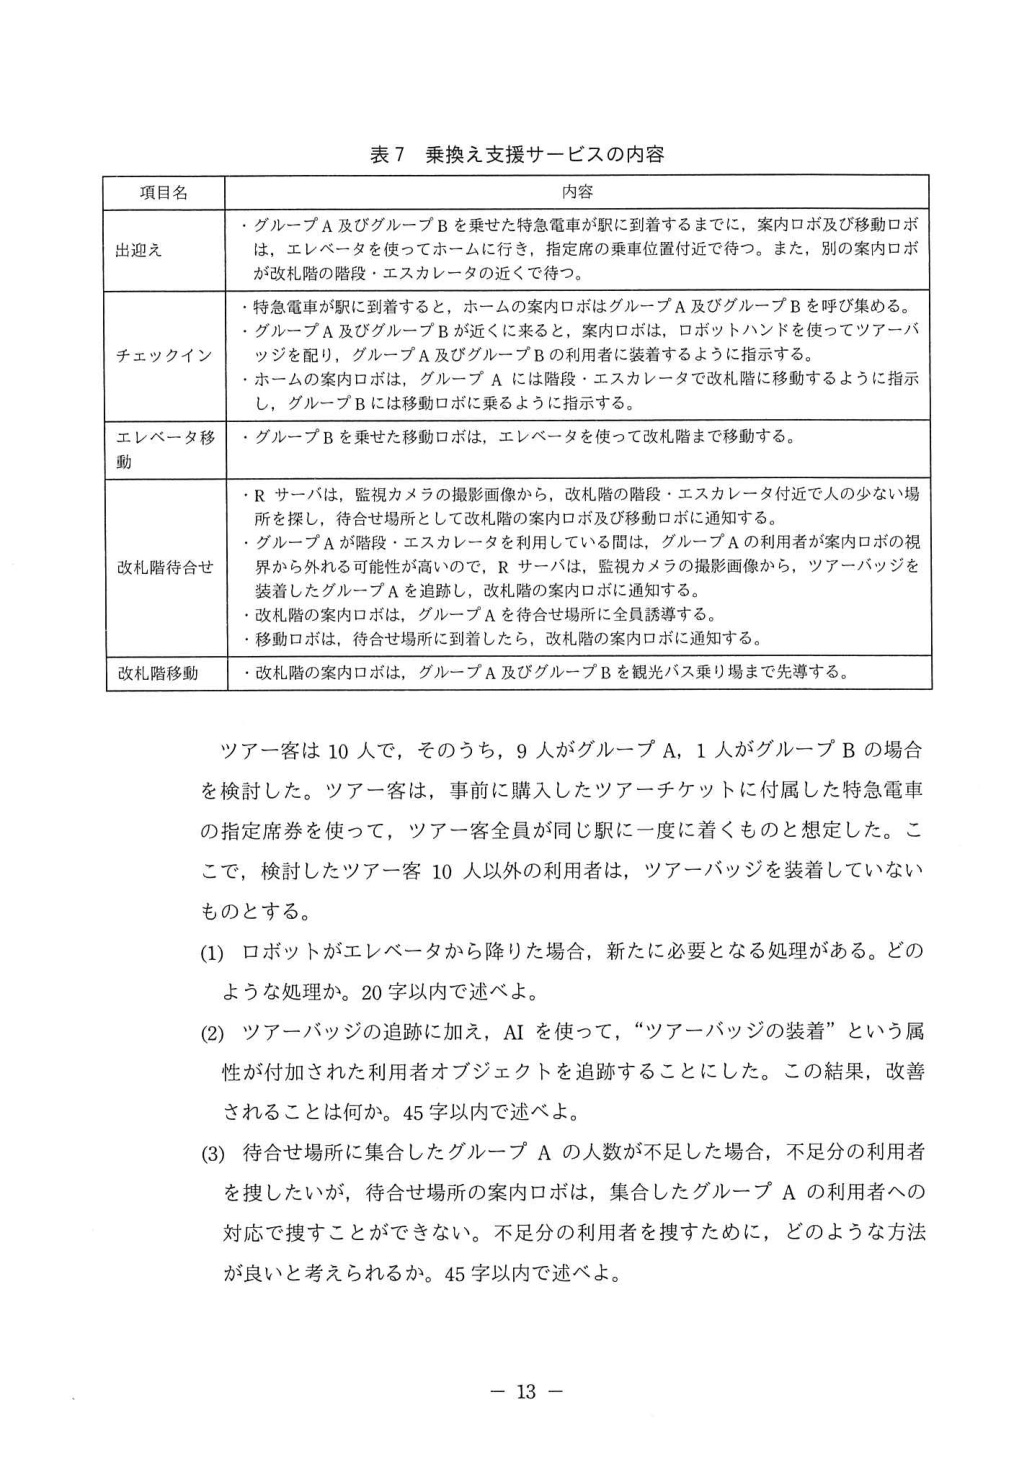 表7 乗換え支援サービスの内容
項目名
内容
出迎え
・グループA及びグループBを乗せた特急電車が駅に到着するまでに，案内ロボ及び移動ロボ
は，エレベータを使ってホームに行き，指定席の乗車位置付近で待つ。また，別の案内ロボ
が改札階の階段・エスカレータの近くで待つ。
チェックイン
・特急電車が駅に到着すると，ホームの案内ロボはグループA及びグループBを呼び集める。
・グループA及びグループBが近くに来ると，案内ロボは，ロボットハンドを使ってツアーバ
ッジを配り，グループA及びグループBの利用者に装着するように指示する。
・ホームの案内ロボは，グループ A には階段・エスカレータで改札階に移動するように指示
し，グループBには移動ロボに乗るように指示する。
エレベータ移
動
・グループBを乗せた移動ロボは，エレベータを使って改札階まで移動する。
改札階待合せ
・R サーバは，監視カメラの撮影画像から，改札階の階段・エスカレータ付近で人の少ない場
所を探し，待合せ場所として改札階の案内ロボ及び移動ロボに通知する。
・グループAが階段・エスカレータを利用している間は，グループAの利用者が案内ロボの視
界から外れる可能性が高いので，R サーバは，監視カメラの撮影画像から，ツアーバッジを
装着したグループAを追跡し，改札階の案内ロボに通知する。
・改札階の案内ロボは，グループAを待合せ場所に全員誘導する。
・移動ロボは，待合せ場所に到着したら，改札階の案内ロボに通知する。
改札階移動
・改札階の案内ロボは，グループA及びグループBを観光バス乗り場まで先導する。
ツアー客は 10 人で，そのうち，9 人がグループ A，1 人がグループ B の場合
を検討した。ツアー客は，事前に購入したツアーチケットに付属した特急電車
の指定席券を使って，ツアー客全員が同じ駅に一度に着くものと想定した。こ
こで，検討したツアー客 10 人以外の利用者は，ツアーバッジを装着していない
ものとする。
(1) ロボットがエレベータから降りた場合，新たに必要となる処理がある。どの
ような処理か。20 字以内で述べよ。
(2) ツアーバッジの追跡に加え，AI を使って，“ツアーバッジの装着”という属
性が付加された利用者オブジェクトを追跡することにした。この結果，改善
されることは何か。45 字以内で述べよ。
(3) 待合せ場所に集合したグループ A の人数が不足した場合，不足分の利用者
を捜したいが，待合せ場所の案内ロボは，集合したグループ A の利用者への
対応で捜すことができない。不足分の利用者を捜すために，どのような方法
が良いと考えられるか。45 字以内で述べよ。
－ 13 －